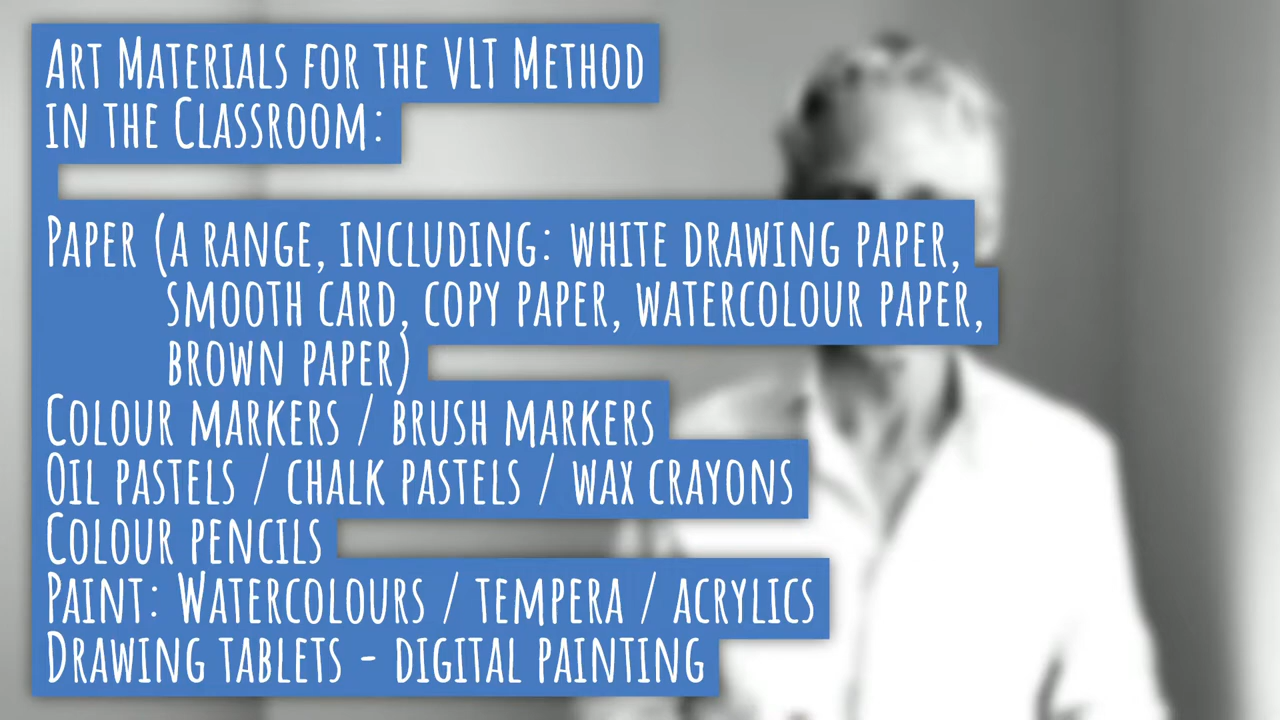 Art Materials for the VLT Method
in the Classroom:
Paper (a range, including: white drawing paper,
smooth card, copy paper, watercolour paper,
brown paper)
Colour markers / brush markers
Oil pastels / chalk pastels / wax crayons
Colour pencils
Paint: Watercolours / tempera / acrylics
Drawing tablets - digital painting